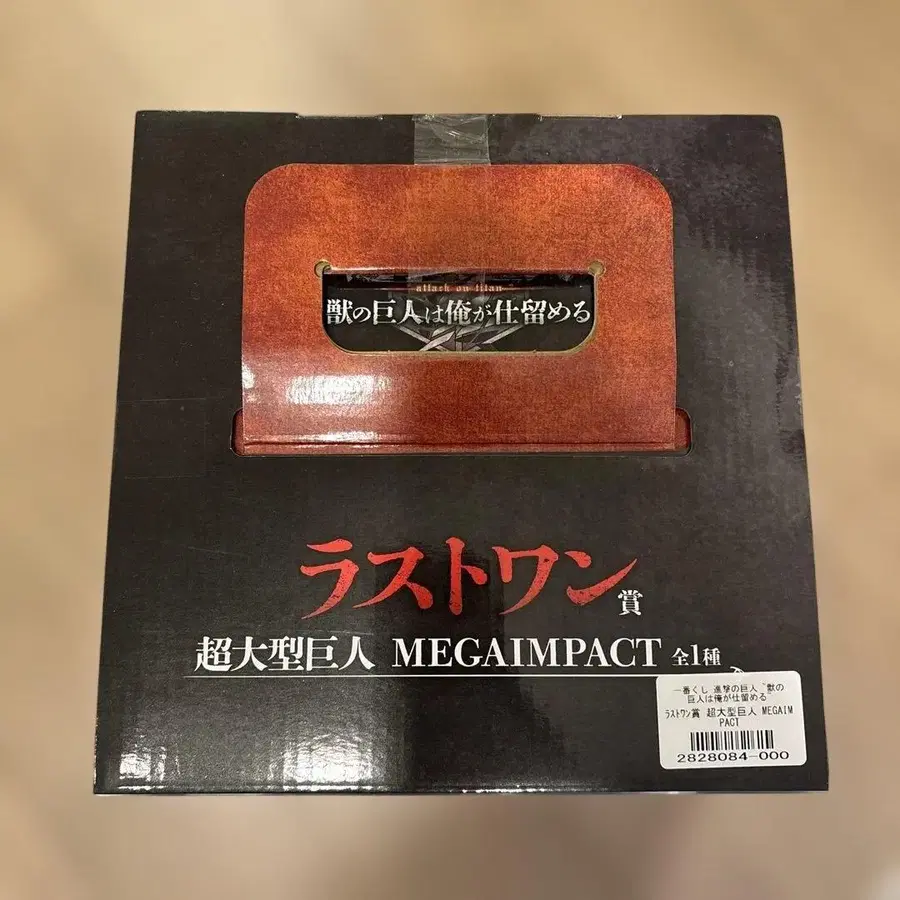 attack on titan
獣の巨人は俺が仕留める
ラストワン賞
超大型巨人 MEGAIMPACT 全1種
一番くじ 進撃の巨人 "獣の
巨人は俺が仕留める"
ﾗｽﾄﾜﾝ賞 超大型巨人 MEGAIM
PACT
2828084-000